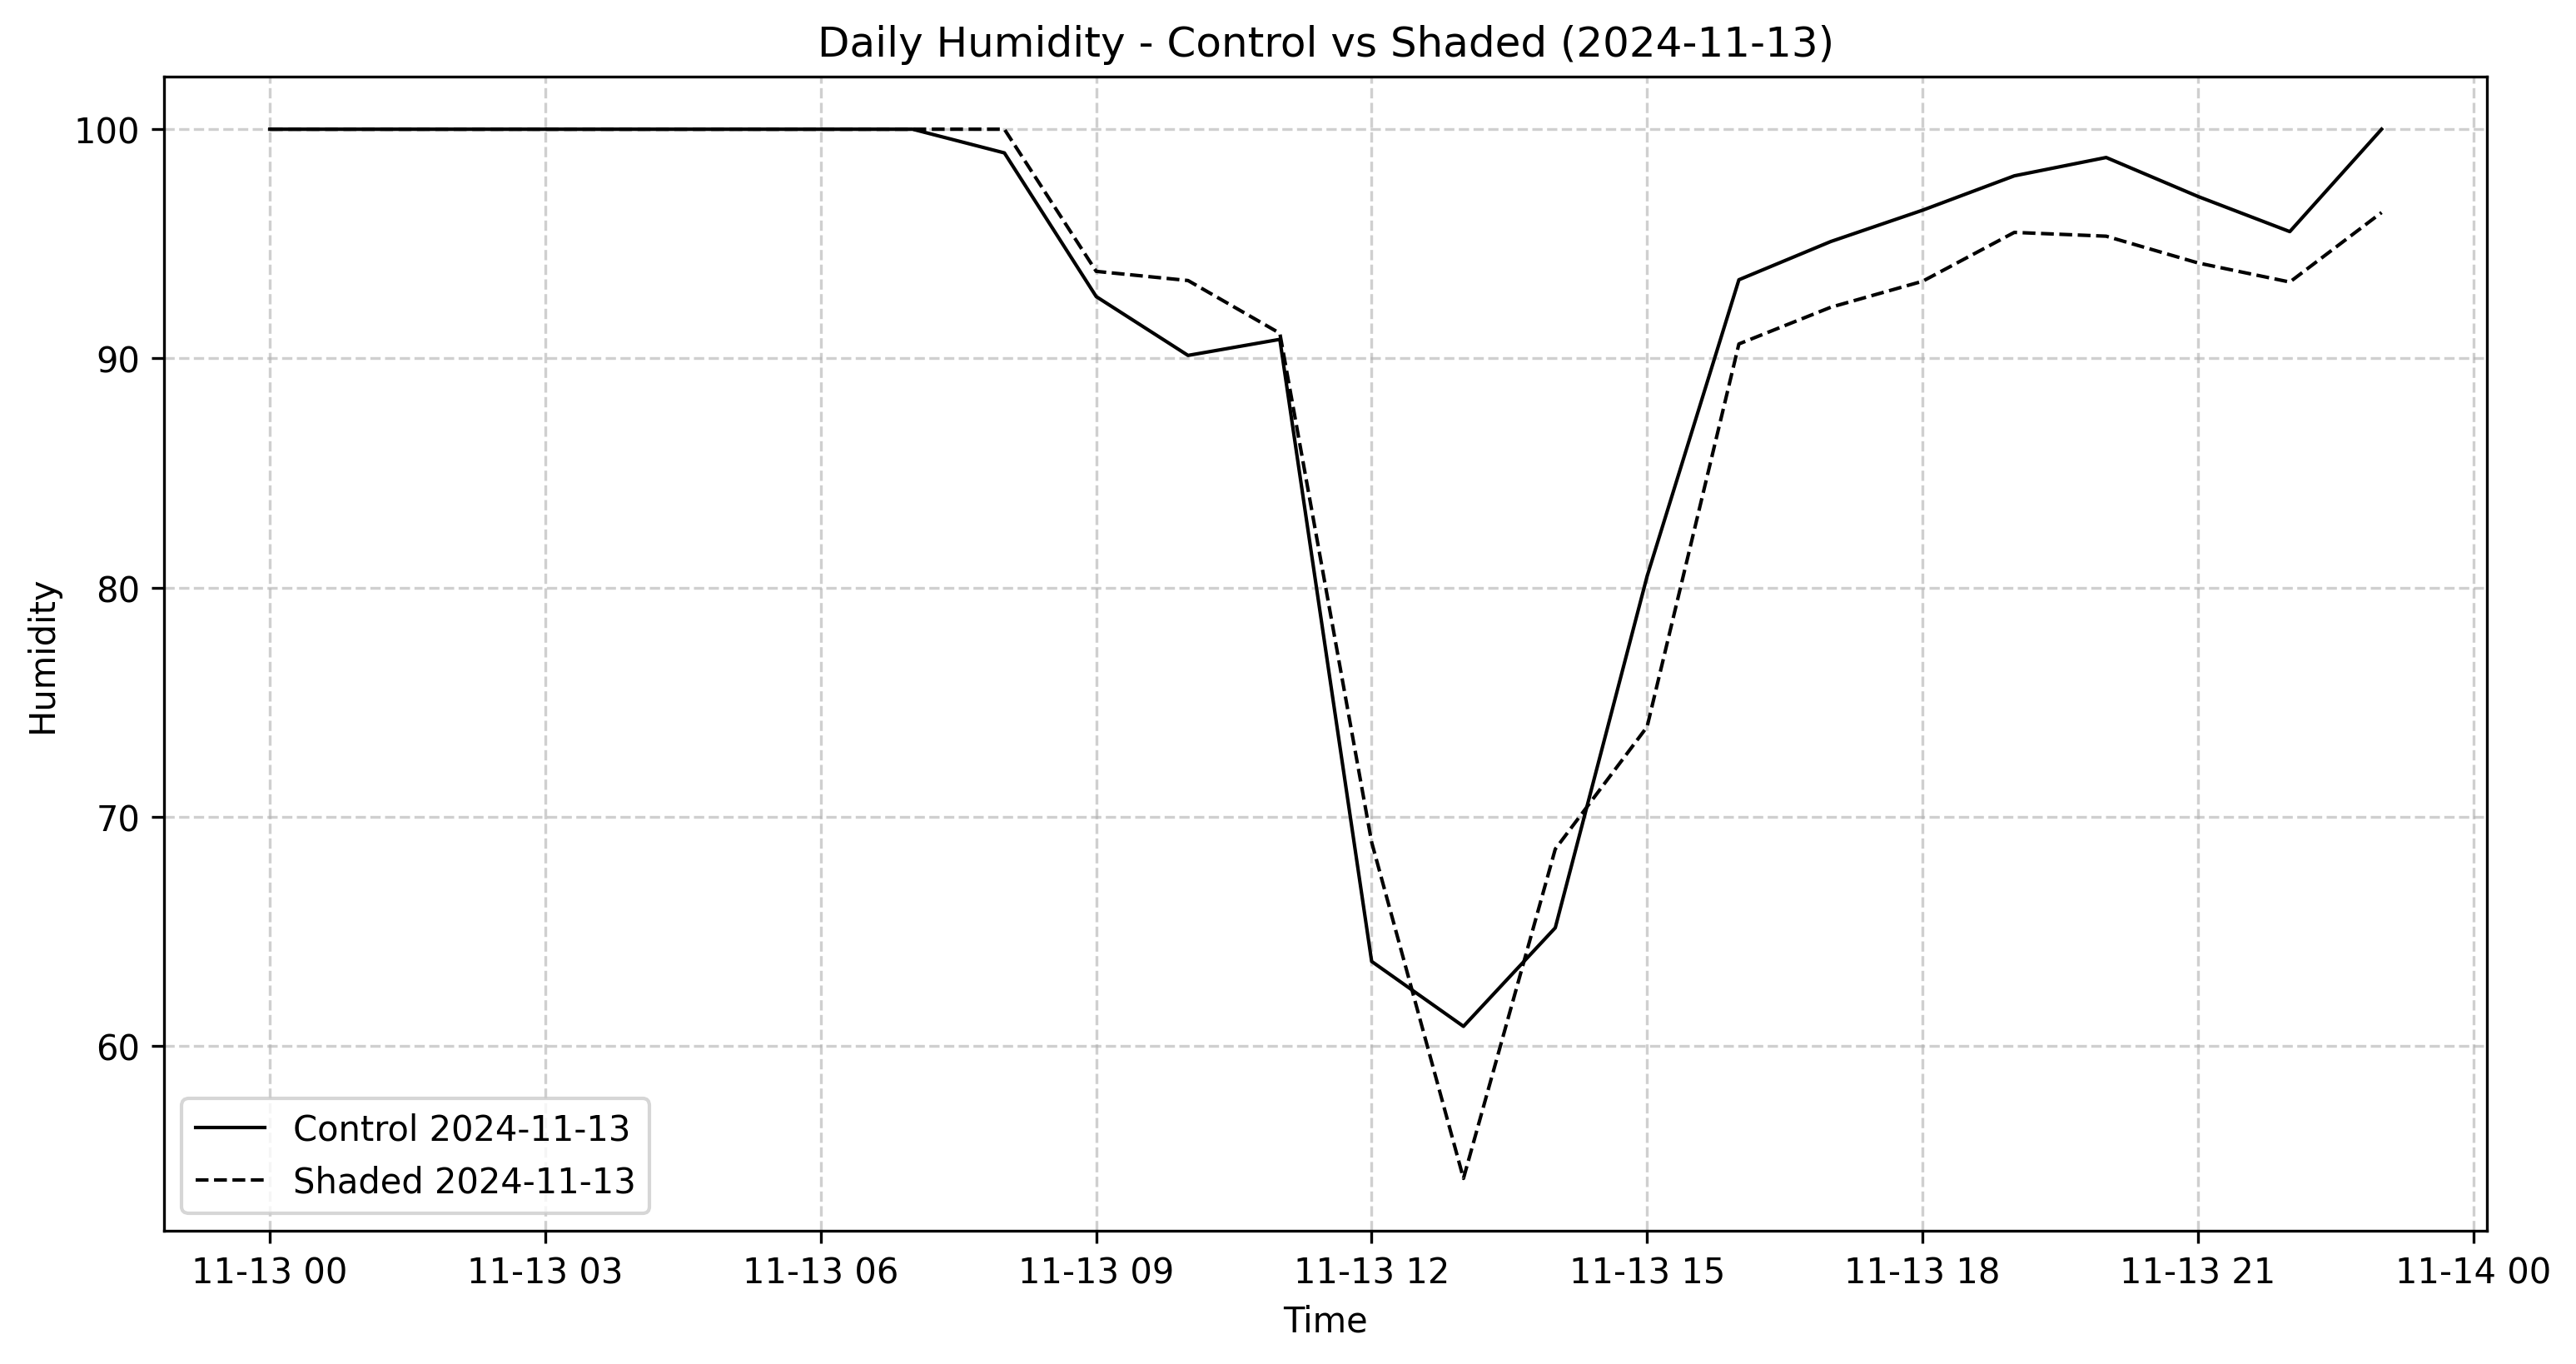 Daily Humidity - Control vs Shaded (2024-11-13)
Humidity
100
90
80
70
60
Control 2024-11-13
Shaded 2024-11-13
11-13 00 11-13 03 11-13 06 11-13 09 11-13 12 11-13 15 11-13 18 11-13 21 11-14 00
Time